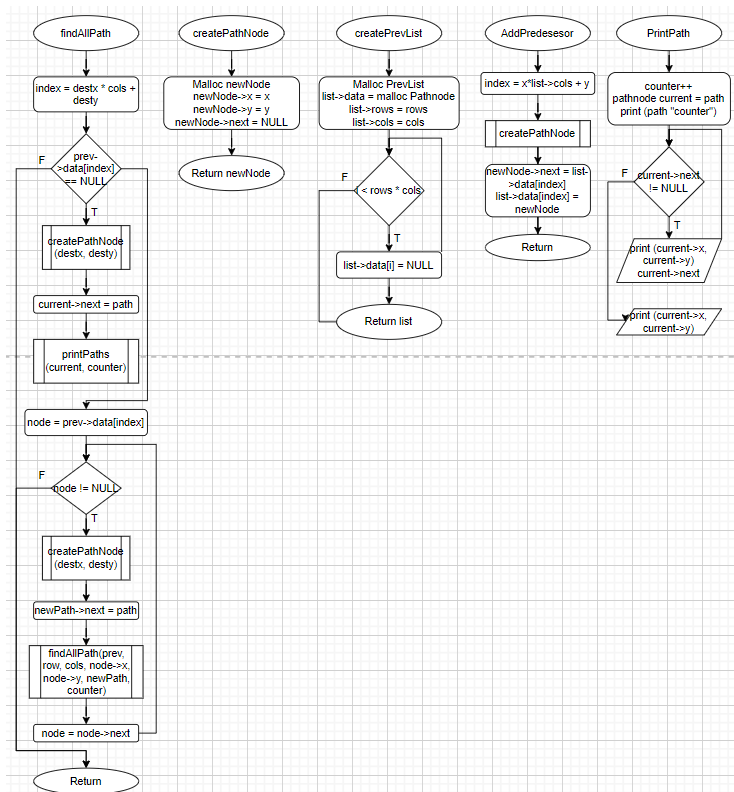 findAllPath
index = destx * cols +
desty
F
prev-
>data[index]
== NULL
T
createPathNode
(destx, desty)
current->next = path
printPaths
(current, counter)
node = prev->data[index]
F
node != NULL
T
createPathNode
(destx, desty)
newPath->next = path
findAllPath(prev,
row, cols, node->x,
node->y, newPath,
counter)
node = node->next
Return
createPathNode
Malloc newNode
newNode->x = x
newNode->y = y
newNode->next = NULL
Return newNode
createPrevList
Malloc PrevList
list->data = malloc Pathnode
list->rows = rows
list->cols = cols
F
< rows * cols
T
list->data[i] = NULL
Return list
AddPredesesor
index = x*list->cols + y
createPathNode
newNode->next = list-
>data[index]
list->data[index] =
newNode
Return
PrintPath
counter++
pathnode current = path
print (path "counter")
F
current->next
!= NULL
T
print (current->x,
current->y)
current->next
print (current->x,
current->y)